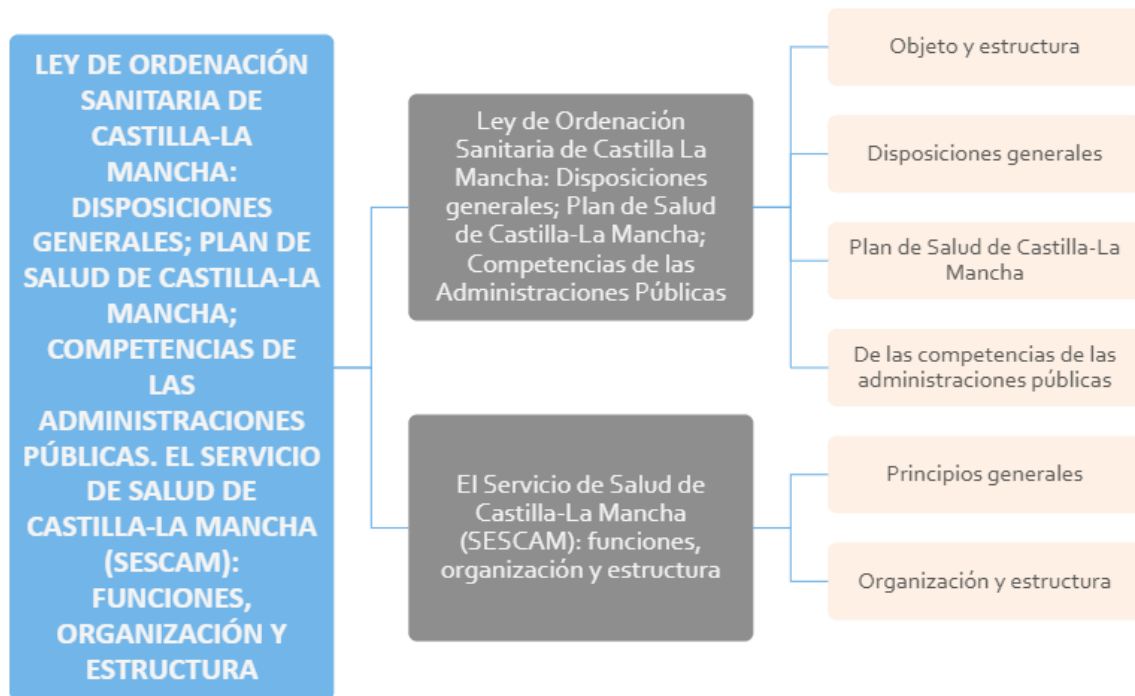 LEY DE ORDENACIÓN
SANITARIA DE
CASTILLA-LA
MANCHA:
DISPOSICIONES
GENERALES; PLAN DE
SALUD DE CASTILLA-LA
MANCHA;
COMPETENCIAS DE
LAS
ADMINISTRACIONES
PÚBLICAS. EL SERVICIO
DE SALUD DE
CASTILLA-LA MANCHA
(SESCAM):
FUNCIONES,
ORGANIZACIÓN Y
ESTRUCTURA
Ley de Ordenación
Sanitaria de Castilla La
Mancha: Disposiciones
generales; Plan de Salud
de Castilla-La Mancha;
Competencias de las
Administraciones Públicas
Objeto y estructura
Disposiciones generales
Plan de Salud de Castilla-La
Mancha
De las competencias de las
administraciones públicas
El Servicio de Salud de
Castilla-La Mancha
(SESCAM): funciones,
organización y estructura
Principios generales
Organización y estructura